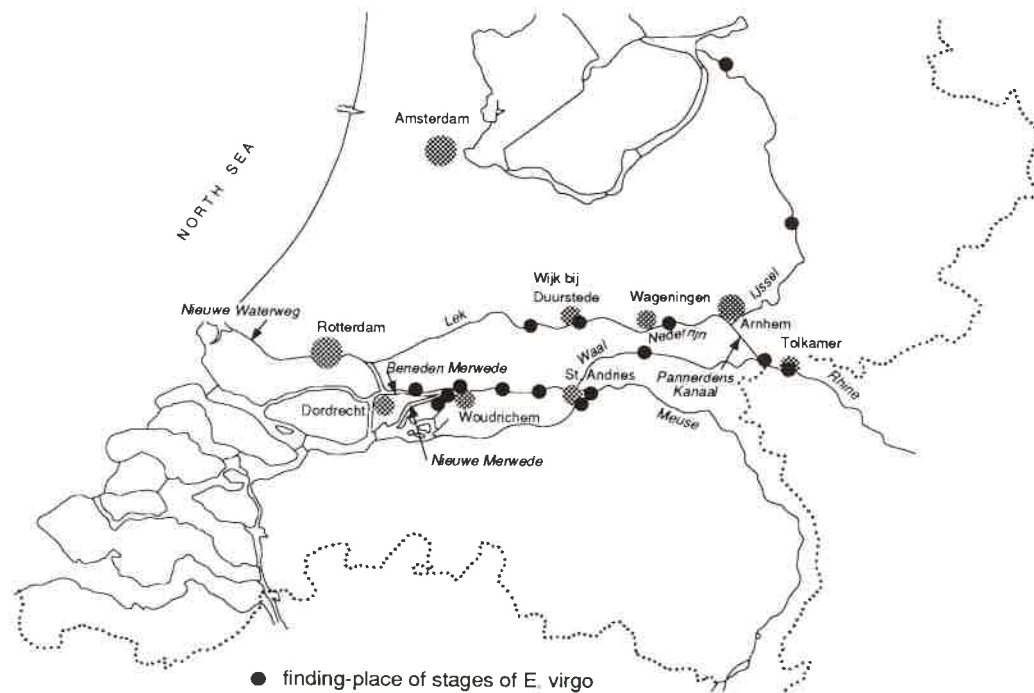 Amsterdam
NORTH SEA
Wijk bij
Duurstede
Wageningen
IJssel
Nieuwe Waterweg
Rotterdam
Lek
Nederrijn
Arnhem
Tolkamer
Beneden Merwede
Waal
St. Andries
Pannerdens
Kanaal
Rhine
Dordrecht
Woudrichem
Meuse
Nieuwe Merwede
finding-place of stages of E. virgo